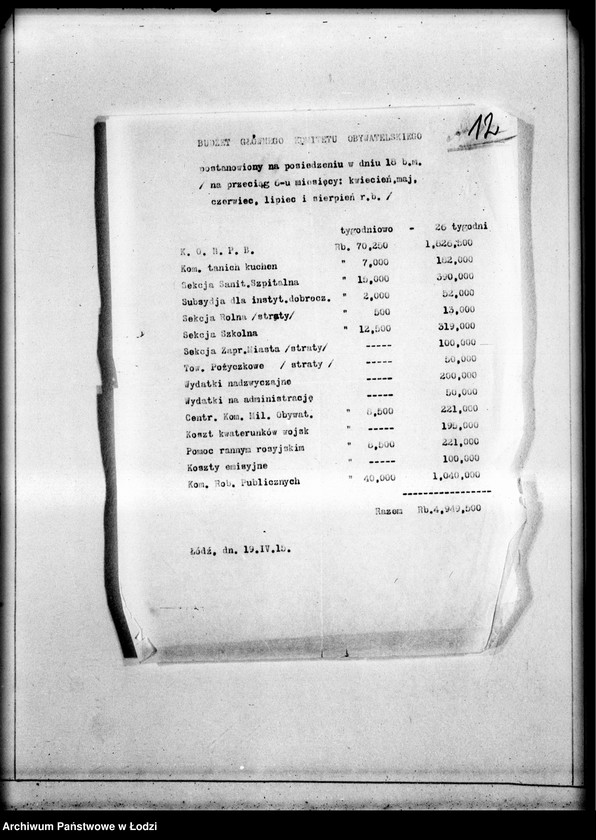 12
BUDŻET GŁÓWNEGO KOMITETU OBYWATELSKIEGO
postanowiony na posiedzeniu w dniu 18 b.m.
/ na przeciąg 6-u miesięcy: kwiecień,maj,
czerwiec, lipiec i sierpień r.b. /
tygodniowo - 26 tygodni
K. O. N. P. B. Rb. 70,250 1,826,500
Kom. tanich kuchen " 7,000 182,000
Sekcja Sanit.Szpitalna " 15,000 390,000
Subsydja dla instyt.dobrocz. " 2,000 52,000
Sekcja Rolna /straty/ " 500 13,000
Sekcja Szkolna " 12,500 319,000
Sekcja Zapr.Miasta /straty/ ----- 100,000
Tow. Pożyczkowe / straty / ----- 50,000
Wydatki nadzwyczajne ----- 200,000
Wydatki na administrację ----- 50,000
Centr. Kom. Mil. Obywat. " 8,500 221,000
Koszt kwaterunków wojsk " ----- 195,000
Pomoc rannym rosyjskim " 8,500 221,000
Koszty emisyjne " ----- 100,000
Kom. Rob. Publicznych " 40,000 1,040,000
-----------------
Razem Rb.4,949,500
Łódź, dn. 19.IV.15.
Archiwum Państwowe w Łodzi